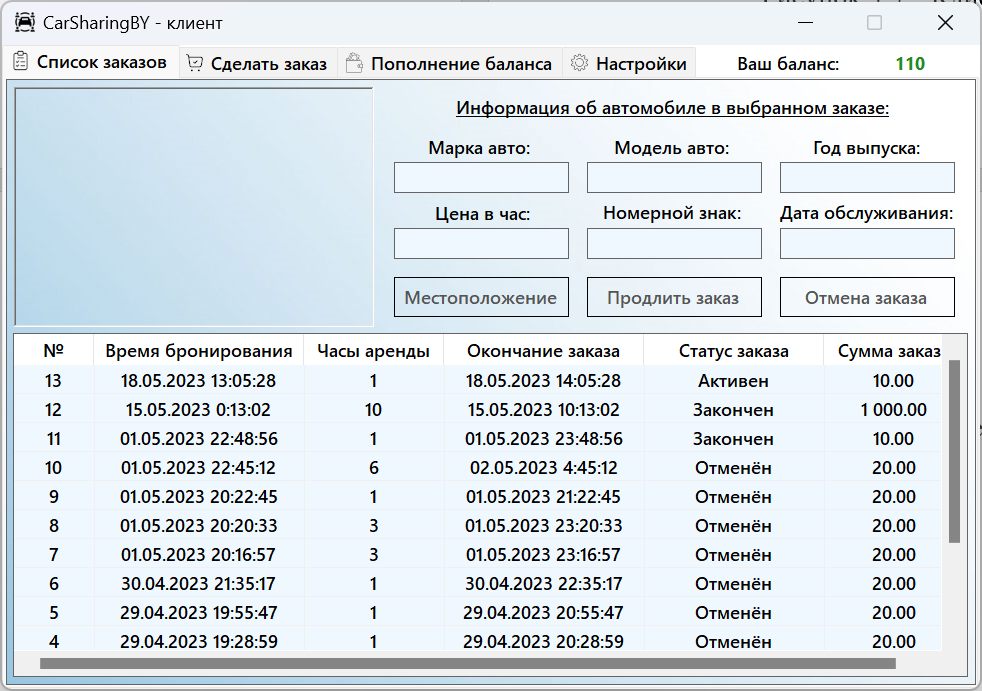 CarSharingBY - клиент
Список заказов Сделать заказ Пополнение баланса Настройки Ваш баланс: 110
Информация об автомобиле в выбранном заказе:
Марка авто: Модель авто: Год выпуска:
Цена в час: Номерной знак: Дата обслуживания:
Местоположение Продлить заказ Отмена заказа
№ Время бронирования Часы аренды Окончание заказа Статус заказа Сумма заказ
13 18.05.2023 13:05:28 1 18.05.2023 14:05:28 Активен 10.00
12 15.05.2023 0:13:02 10 15.05.2023 10:13:02 Закончен 1 000.00
11 01.05.2023 22:48:56 1 01.05.2023 23:48:56 Закончен 10.00
10 01.05.2023 22:45:12 6 02.05.2023 4:45:12 Отменён 20.00
9 01.05.2023 20:22:45 1 01.05.2023 21:22:45 Отменён 20.00
8 01.05.2023 20:20:33 3 01.05.2023 23:20:33 Отменён 20.00
7 01.05.2023 20:16:57 3 01.05.2023 23:16:57 Отменён 20.00
6 30.04.2023 21:35:17 1 30.04.2023 22:35:17 Отменён 20.00
5 29.04.2023 19:55:47 1 29.04.2023 20:55:47 Отменён 20.00
4 29.04.2023 19:28:59 1 29.04.2023 20:28:59 Отменён 20.00